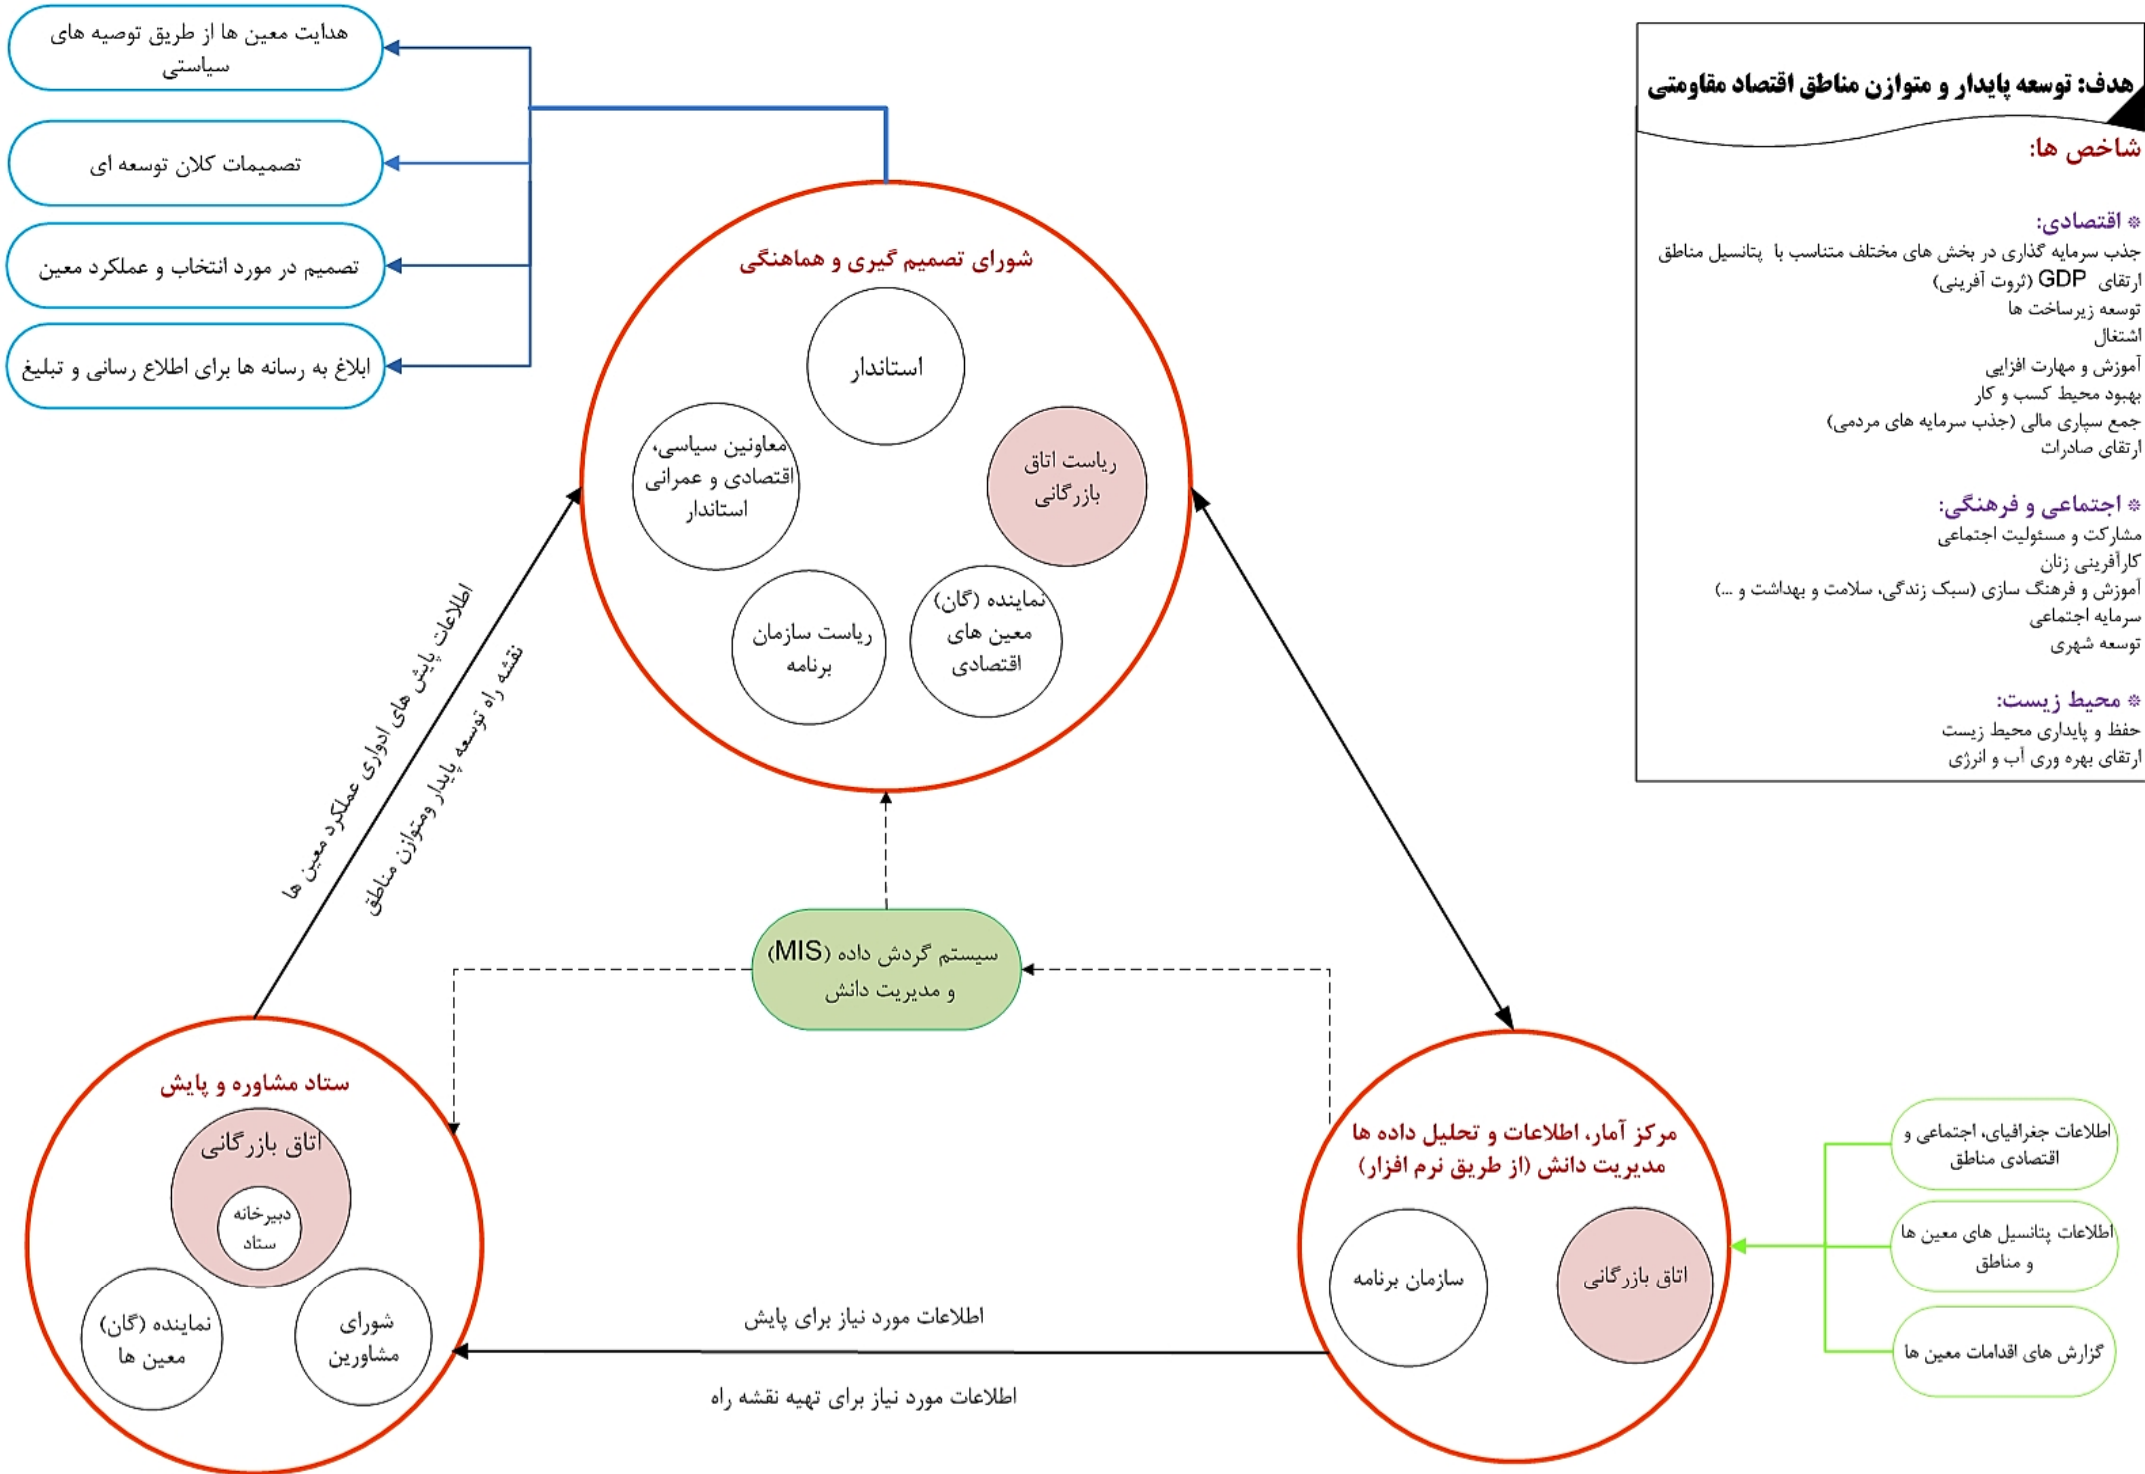 هدف: توسعه پایدار و متوازن مناطق اقتصاد مقاومتی
شاخص ها:
* اقتصادی:
جذب سرمایه گذاری در بخش های مختلف متناسب با پتانسیل مناطق
ارتقای GDP (ثروت آفرینی)
توسعه زیرساخت ها
اشتغال
آموزش و مهارت افزایی
بهبود محیط کسب و کار
جمع سپاری مالی (جذب سرمایه های مردمی)
ارتقای صادرات
* اجتماعی و فرهنگی:
مشارکت و مسئولیت اجتماعی
کارآفرینی زنان
آموزش و فرهنگ سازی (سبک زندگی، سلامت و بهداشت و ...)
سرمایه اجتماعی
توسعه شهری
* محیط زیست:
حفظ و پایداری محیط زیست
ارتقای بهره وری آب و انرژی
هدایت معین ها از طریق توصیه های
سیاستی
تصمیمات کلان توسعه ای
تصمیم در مورد انتخاب و عملکرد معین
ابلاغ به رسانه ها برای اطلاع رسانی و تبلیغ
شورای تصمیم گیری و هماهنگی
استاندار
ریاست اتاق
بازرگانی
معاونین سیاسی،
اقتصادی و عمرانی
استاندار
نماینده (گان)
معین های
اقتصادی
ریاست سازمان
برنامه
اطلاعات پایش های ادواری عملکرد معین ها
نقشه راه توسعه پایدار ومتوازن مناطق
سیستم گردش داده (MIS)
و مدیریت دانش
مرکز آمار، اطلاعات و تحلیل داده ها
مدیریت دانش (از طریق نرم افزار)
اتاق بازرگانی
سازمان برنامه
اطلاعات جغرافیای، اجتماعی و
اقتصادی مناطق
اطلاعات پتانسیل های معین ها
و مناطق
گزارش های اقدامات معین ها
اطلاعات مورد نیاز برای پایش
اطلاعات مورد نیاز برای تهیه نقشه راه
ستاد مشاوره و پایش
اتاق بازرگانی
دبیرخانه
ستاد
شورای
مشاورین
نماینده (گان)
معین ها